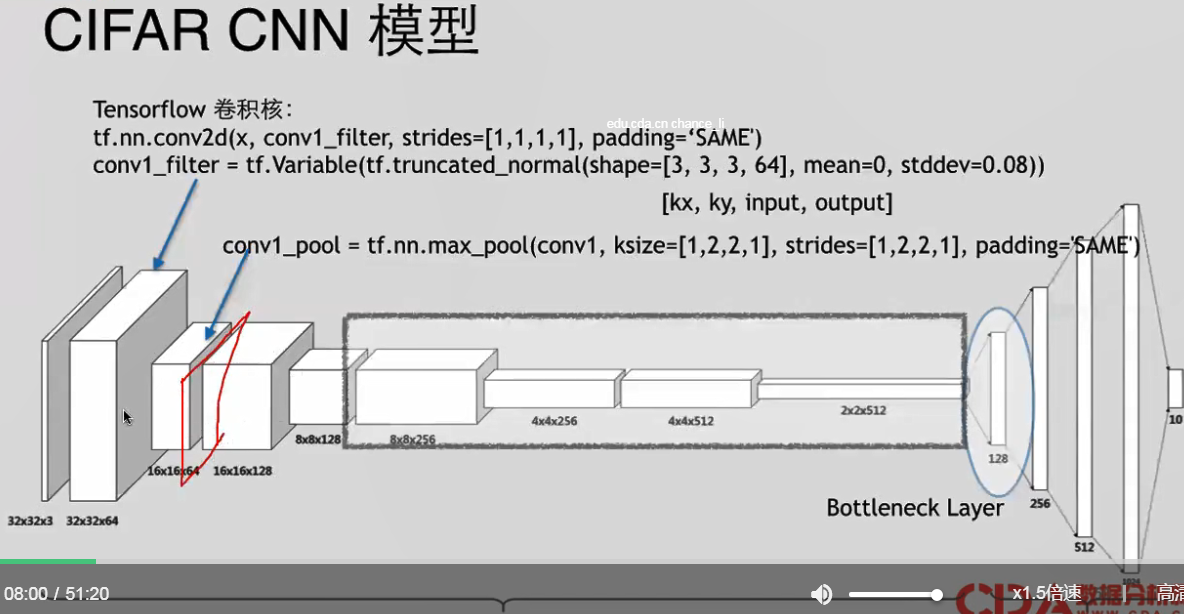 CIFAR CNN 模型
Tensorflow 卷积核：
edu.cda.cn chance_li
tf.nn.conv2d(x, conv1_filter, strides=[1,1,1,1], padding=‘SAME')
conv1_filter = tf.Variable(tf.truncated_normal(shape=[3, 3, 3, 64], mean=0, stddev=0.08))
[kx, ky, input, output]
conv1_pool = tf.nn.max_pool(conv1, ksize=[1,2,2,1], strides=[1,2,2,1], padding='SAME')
32x32x3
32x32x64
16x16x64
16x16x128
8x8x128
8x8x256
4x4x256
4x4x512
2x2x512
128
Bottleneck Layer
256
512
1024
10
08:00 / 51:20
x1.5倍速
高清
CDA 数据分析